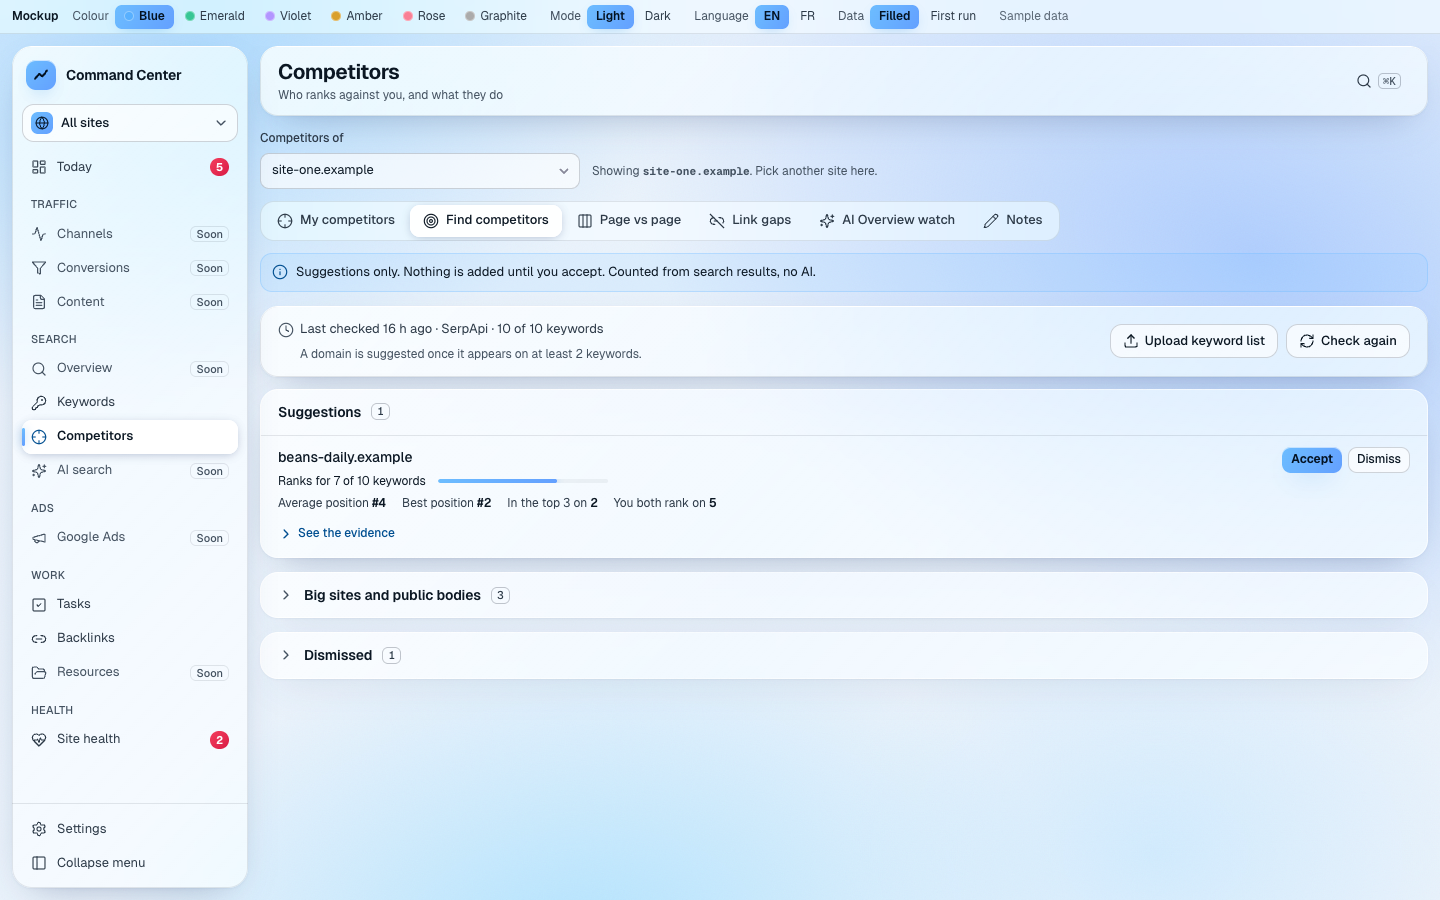 Mockup Colour Blue Emerald Violet Amber Rose Graphite Mode Light Dark Language EN FR Data Filled First run Sample data
Command Center
All sites
Today 5
TRAFFIC
Channels Soon
Conversions Soon
Content Soon
SEARCH
Overview Soon
Keywords
Competitors
AI search Soon
ADS
Google Ads Soon
WORK
Tasks
Backlinks
Resources Soon
HEALTH
Site health 2
Settings
Collapse menu
Competitors
Who ranks against you, and what they do
⌘K
Competitors of
site-one.example
Showing site-one.example. Pick another site here.
My competitors Find competitors Page vs page Link gaps AI Overview watch Notes
Suggestions only. Nothing is added until you accept. Counted from search results, no AI.
Last checked 16 h ago · SerpApi · 10 of 10 keywords
A domain is suggested once it appears on at least 2 keywords.
Upload keyword list Check again
Suggestions 1
beans-daily.example
Accept Dismiss
Ranks for 7 of 10 keywords
Average position #4 Best position #2 In the top 3 on 2 You both rank on 5
See the evidence
Big sites and public bodies 3
Dismissed 1